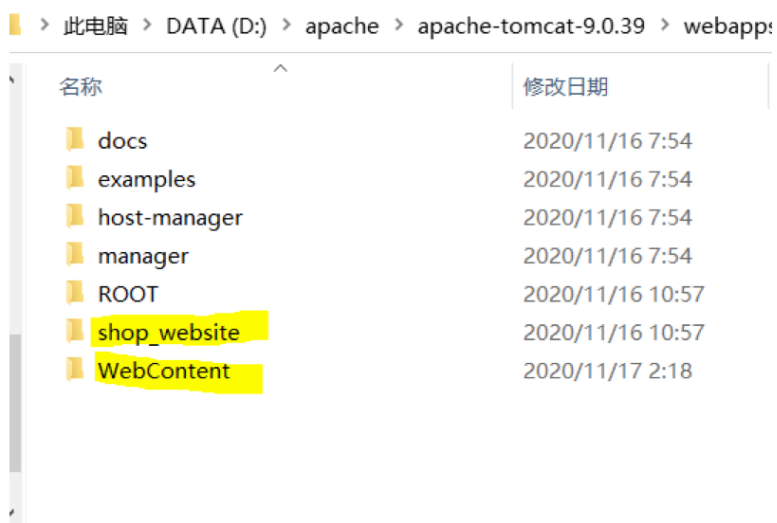 此电脑 > DATA (D:) > apache > apache-tomcat-9.0.39 > webapps
名称 修改日期
docs 2020/11/16 7:54
examples 2020/11/16 7:54
host-manager 2020/11/16 7:54
manager 2020/11/16 7:54
ROOT 2020/11/16 10:57
shop_website 2020/11/16 10:57
WebContent 2020/11/17 2:18